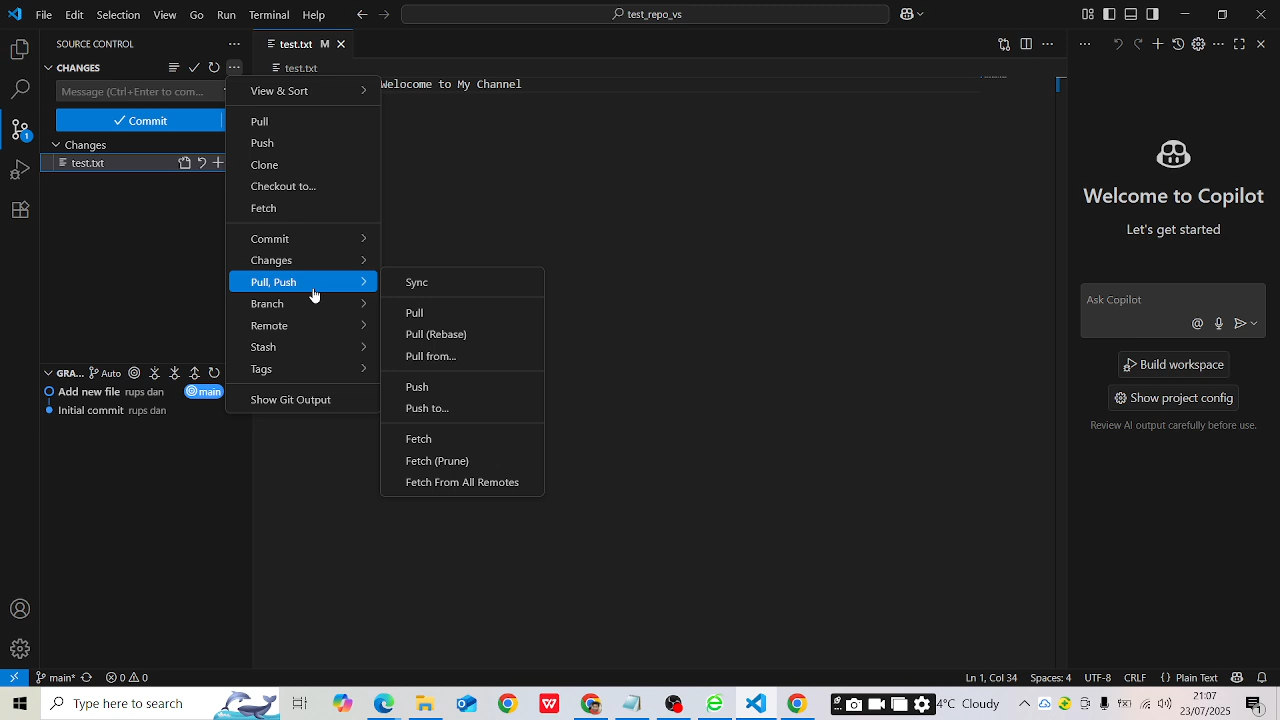 File Edit Selection View Go Run Terminal Help
test_repo_vs
SOURCE CONTROL
test.txt M
CHANGES
test.txt
Welocome to My Channel
Message (Ctrl+Enter to com...
Commit
Changes
test.txt
View & Sort
Pull
Push
Clone
Checkout to...
Fetch
Commit
Changes
Pull, Push
Branch
Remote
Stash
Tags
Show Git Output
Sync
Pull
Pull (Rebase)
Pull from...
Push
Push to...
Fetch
Fetch (Prune)
Fetch From All Remotes
GRA... Auto
Add new file rups dan main
Initial commit rups dan
Welcome to Copilot
Let's get started
Ask Copilot
Build workspace
Show project config
Review AI output carefully before use.
main* 0 0
Ln 1, Col 34 Spaces: 4 UTF-8 CRLF {} Plain Text
Type here to search
4°C Cloudy
21:07
23/07/2025
1